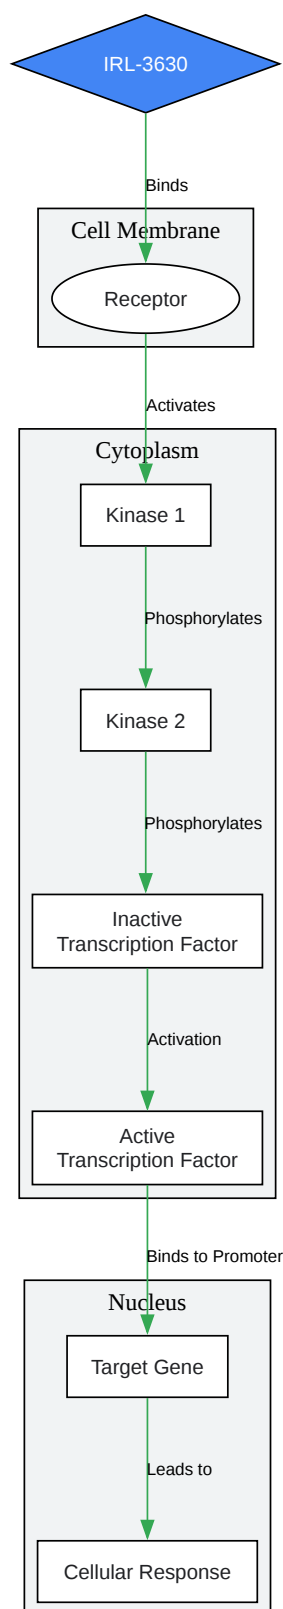 IRL-3630
Binds
Cell Membrane
Receptor
Activates
Cytoplasm
Kinase 1
Phosphorylates
Kinase 2
Phosphorylates
Inactive
Transcription Factor
Activation
Active
Transcription Factor
Binds to Promoter
Nucleus
Target Gene
Leads to
Cellular Response